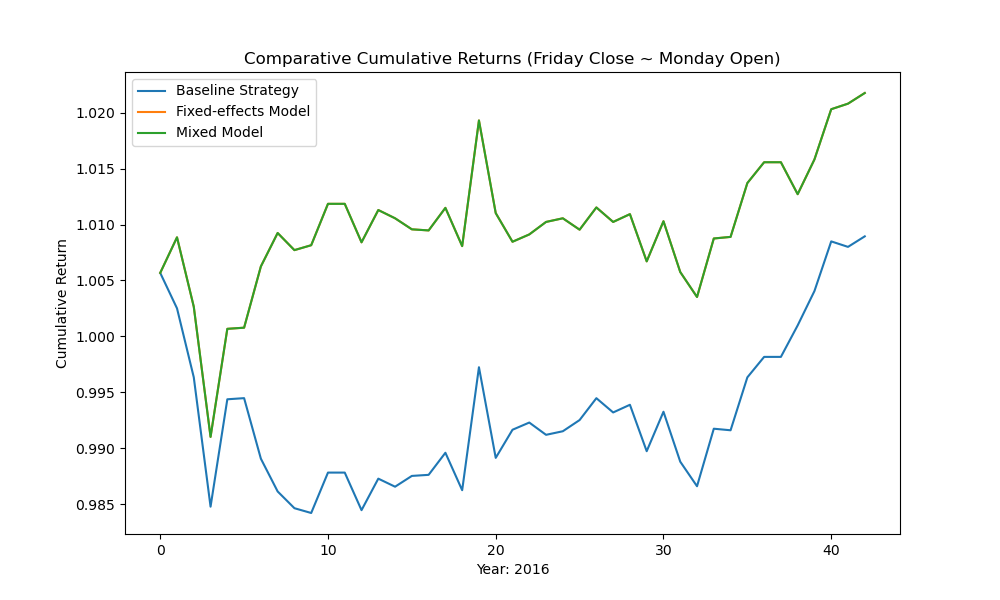 Comparative Cumulative Returns (Friday Close ~ Monday Open)
Baseline Strategy
Fixed-effects Model
Mixed Model
1.020
1.015
1.010
1.005
1.000
0.995
0.990
0.985
Cumulative Return
0 10 20 30 40
Year: 2016